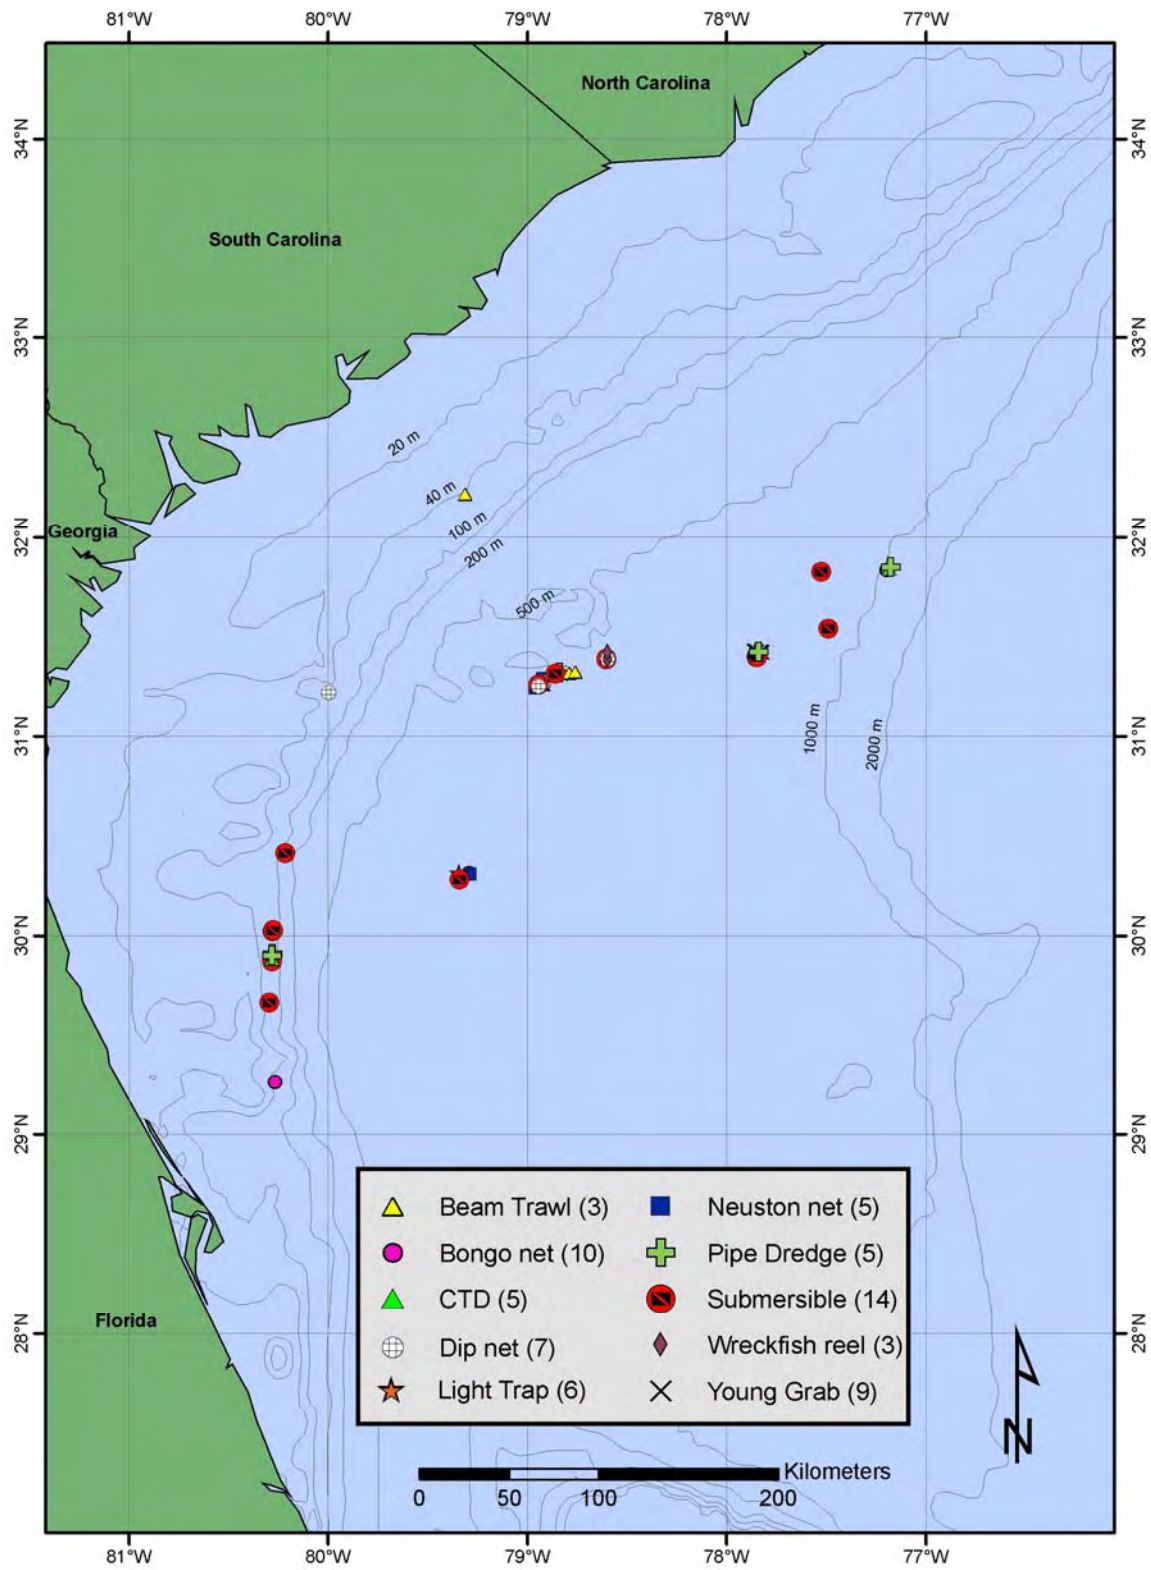 81°W 80°W 79°W 78°W 77°W
North Carolina
34°N 34°N
South Carolina
33°N 33°N
20 m
40 m
100 m
200 m
Georgia
32°N 32°N
500 m
31°N 31°N
1000 m
2000 m
30°N 30°N
29°N 29°N
Beam Trawl (3)
Bongo net (10)
CTD (5)
Dip net (7)
Light Trap (6)
Neuston net (5)
Pipe Dredge (5)
Submersible (14)
Wreckfish reel (3)
Young Grab (9)
Florida
28°N 28°N
N
Kilometers
0 50 100 200
81°W 80°W 79°W 78°W 77°W